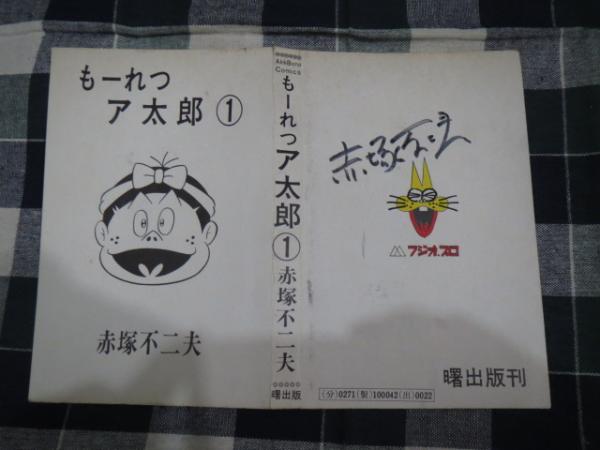 もーれつ
ア太郎①
赤塚不二夫
AkeBono
Comics
もーれつア太郎①
赤塚不二夫
曙出版
赤塚不二夫
フジオ・プロ
曙出版刊
(分)0271(製)100042(出)0022